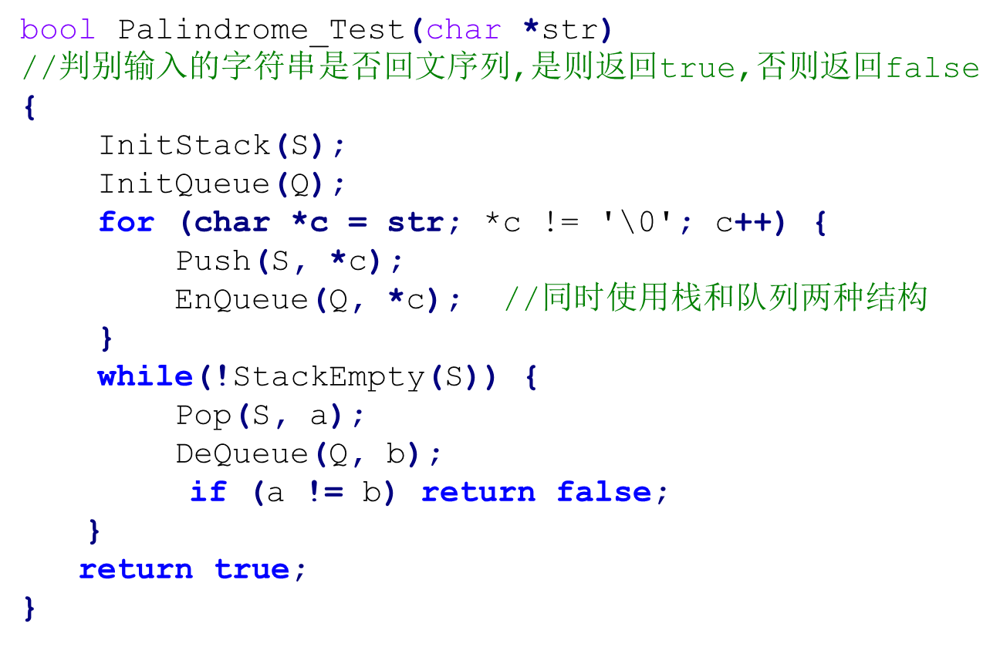 bool Palindrome_Test(char *str)
//判别输入的字符串是否回文序列,是则返回true,否则返回false
{
    InitStack(S);
    InitQueue(Q);
    for (char *c = str; *c != '\0'; c++) {
        Push(S, *c);
        EnQueue(Q, *c);  //同时使用栈和队列两种结构
    }
    while(!StackEmpty(S)) {
        Pop(S, a);
        DeQueue(Q, b);
        if (a != b) return false;
    }
   return true;
}